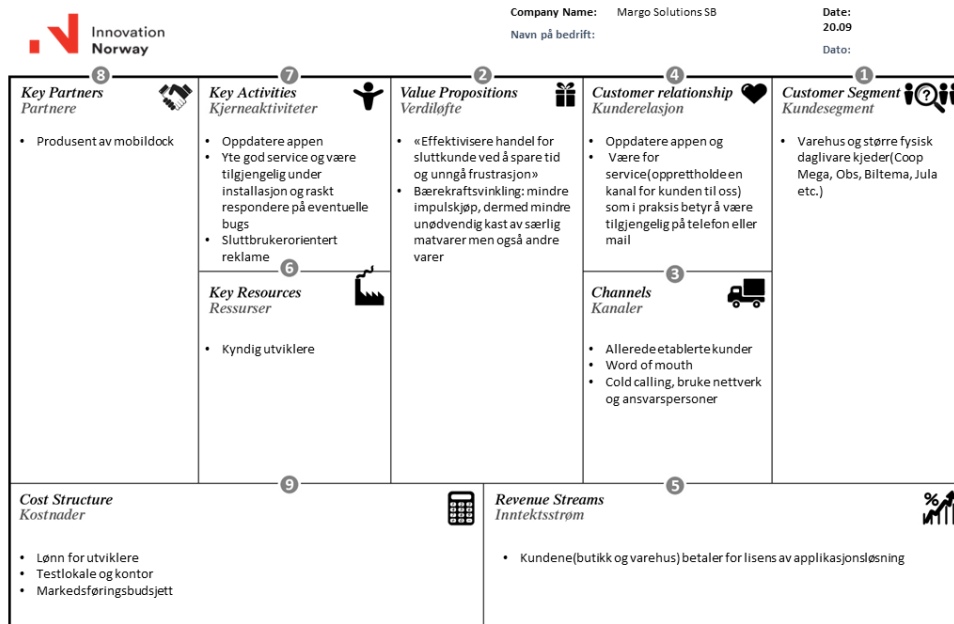 Innovation
Norway
Company Name: Margo Solutions SB
Navn på bedrift:
Date:
20.09
Dato:
8
Key Partners
Partnere
• Produsent av mobildock
7
Key Activities
Kjerneaktiviteter
• Oppdatere appen
• Yte god service og være
tilgjengelig under
installasjon og raskt
respondere på eventuelle
bugs
• Sluttbrukerorientert
reklame
6
Key Resources
Ressurser
• Kyndig utviklere
2
Value Propositions
Verdiløfte
• «Effektivisere handel for
sluttkunde ved å spare tid
og unngå frustrasjon»
• Bærekraftsvinkling: mindre
impulskjøp, dermed mindre
unødvendig kast av særlig
matvarer men også andre
varer
4
Customer relationship
Kunderelasjon
• Oppdatere appen og
• Være for
service(opprettholde en
kanal for kunden til oss)
som i praksis betyr å være
tilgjengelig på telefon eller
mail
3
Channels
Kanaler
• Allerede etablerte kunder
• Word of mouth
• Cold calling, bruke nettverk
og ansvarspersoner
1
Customer Segment
Kundesegment
?
• Varehus og større fysisk
daglivare kjeder(Coop
Mega, Obs, Biltema, Jula
etc.)
9
Cost Structure
Kostnader
• Lønn for utviklere
• Testlokale og kontor
• Markedsføringsbudsjett
5
Revenue Streams
Inntektsstrøm
%
• Kundene(butikk og varehus) betaler for lisens av applikasjonsløsning